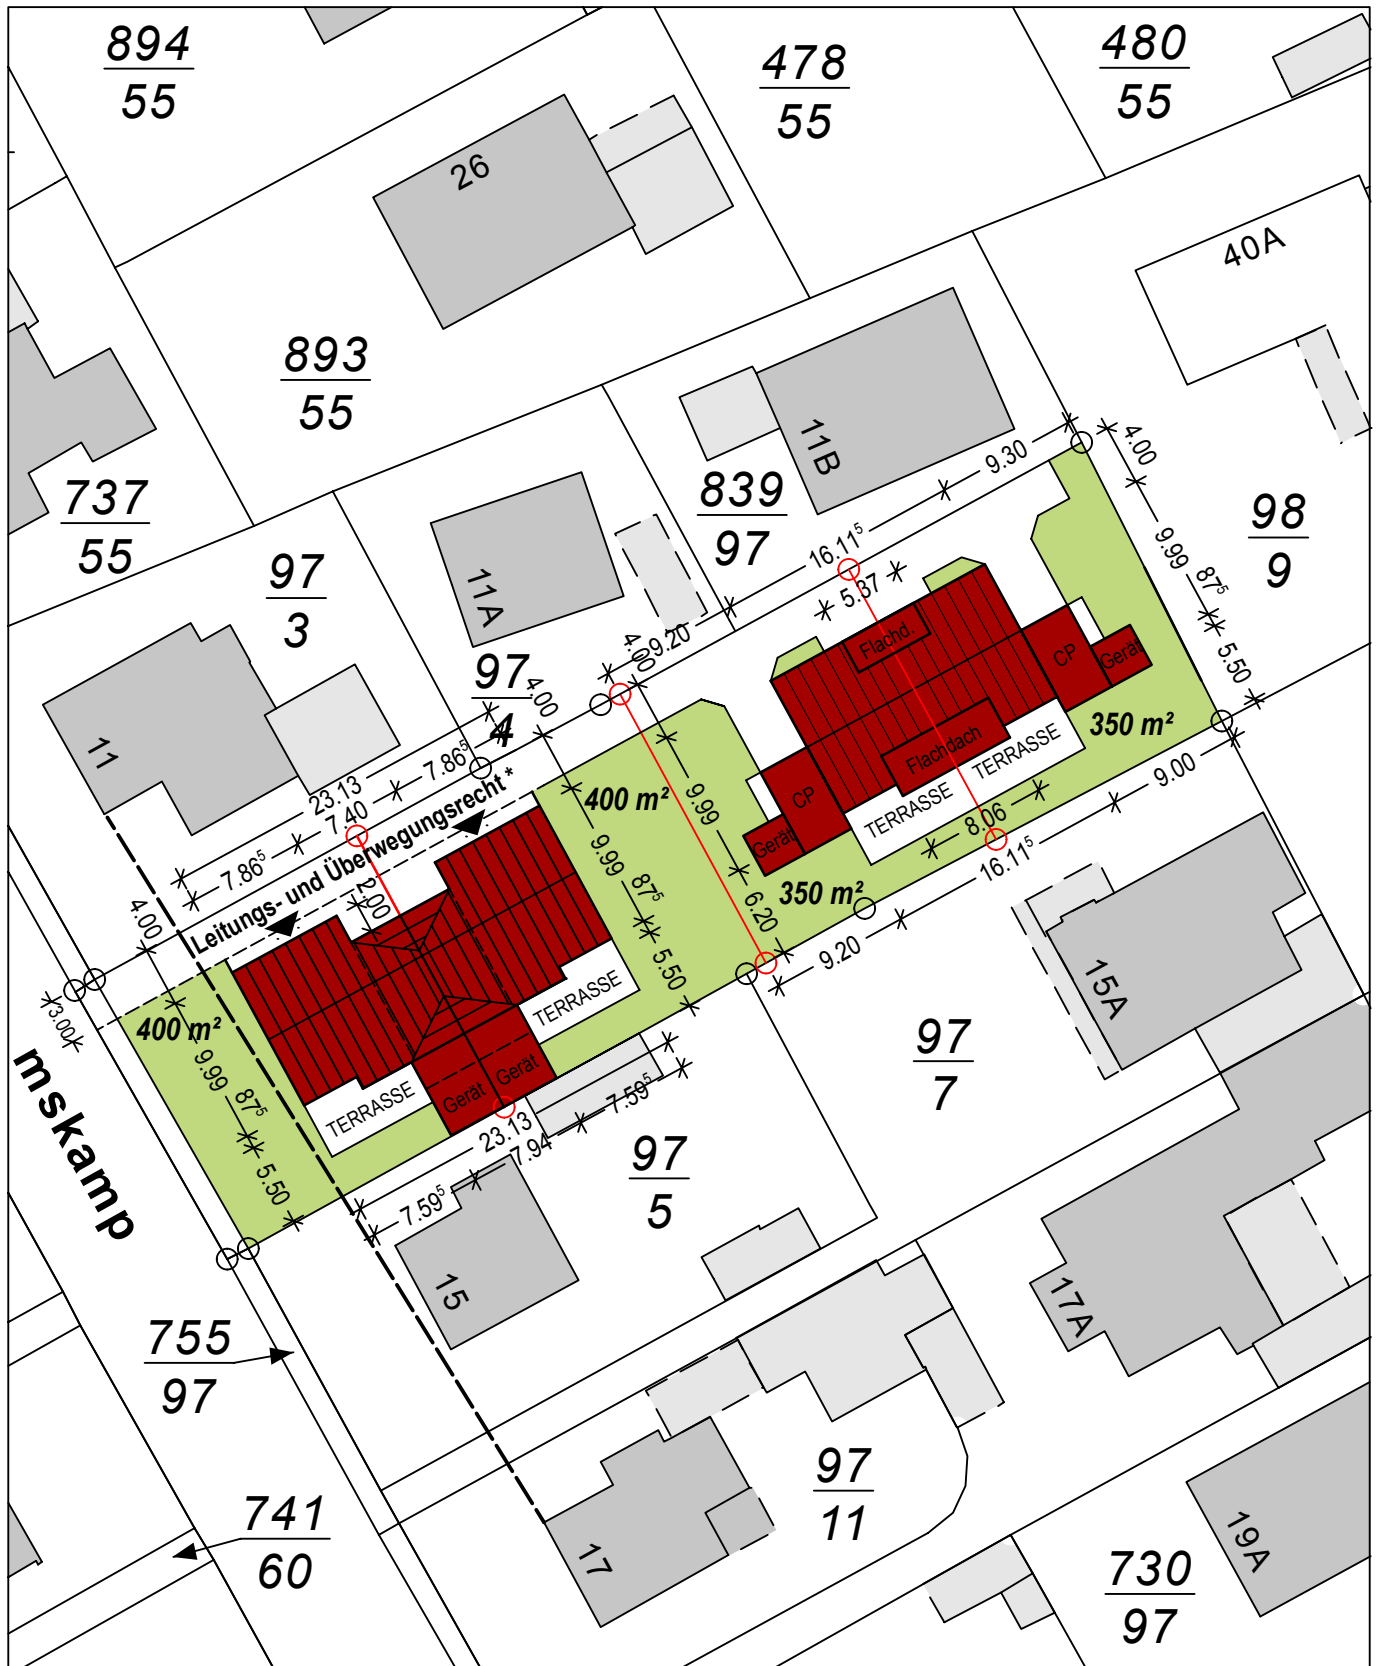 894
55
478
55
480
55
26
40A
893
55
11B
4.00
9.30
737
55
839
97
98
9
97
3
11A
16.11⁵
9.99
87⁵
5.37
4.00
9.20
Flachd.
CP
Gerät
5.50
97
4
4.00
11
7.86⁵
23.13
7.40
7.86⁵
Leitungs- und Überwegungsrecht *
400 m²
9.99
350 m²
TERRASSE
Flachdach
CP
TERRASSE
9.00
8.06
Gerät
16.11⁵
9.99
87⁵
350 m²
6.20
4.00
2.00
9.20
5.50
15A
TERRASSE
3.00
400 m²
9.99
87⁵
Gerät
Gerät
TERRASSE
97
7
mskamp
5.50
23.13
7.94
7.59⁵
7.59⁵
97
5
15
17A
755
97
97
11
741
60
17
19A
730
97